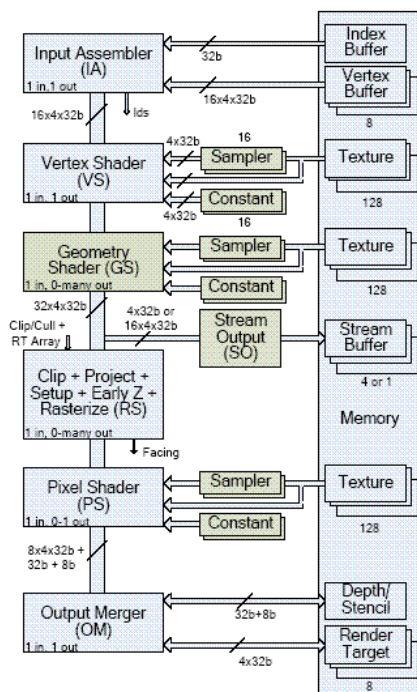 Input Assembler
(IA)
1 in,1 out
32b
Index
Buffer
16x4x32b
Vertex
Buffer
8
16x4x32b
Ids
Vertex Shader
(VS)
1 in, 1 out
4x32b
16
Sampler
Constant
4x32b
Texture
128
Geometry
Shader (GS)
1 in, 0-many out
16
Sampler
Constant
Texture
128
32x4x32b
Clip/Cull +
RT Array
4x32b or
16x4x32b
Stream
Output
(SO)
Stream
Buffer
4 or 1
Clip + Project +
Setup + Early Z +
Rasterize (RS)
1 in, 0-many out
Facing
Memory
Pixel Shader
(PS)
1 in, 0-1 out
Sampler
Constant
Texture
128
8x4x32b +
32b + 8b
Output Merger
(OM)
1 in, 1 out
32b+8b
Depth/
Stencil
4x32b
Render
Target
8